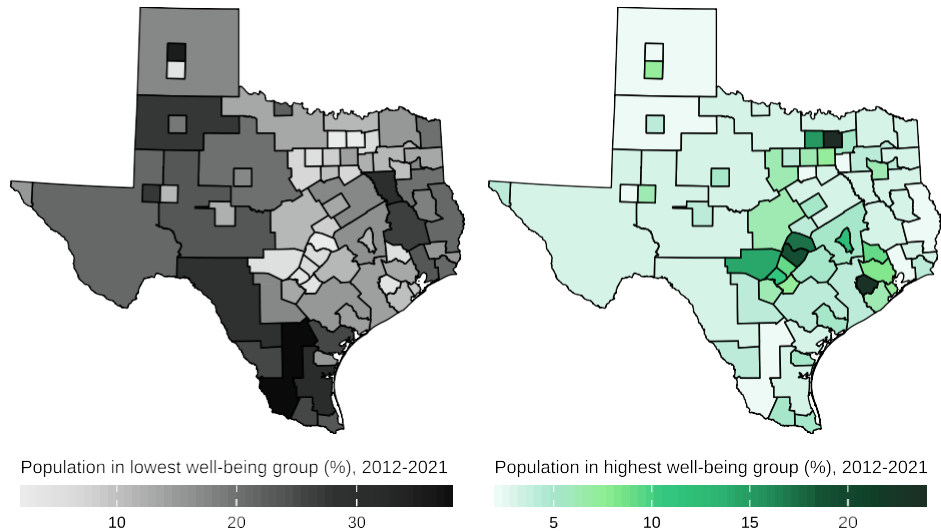 Population in lowest well-being group (%), 2012-2021
10 20 30
Population in highest well-being group (%), 2012-2021
5 10 15 20